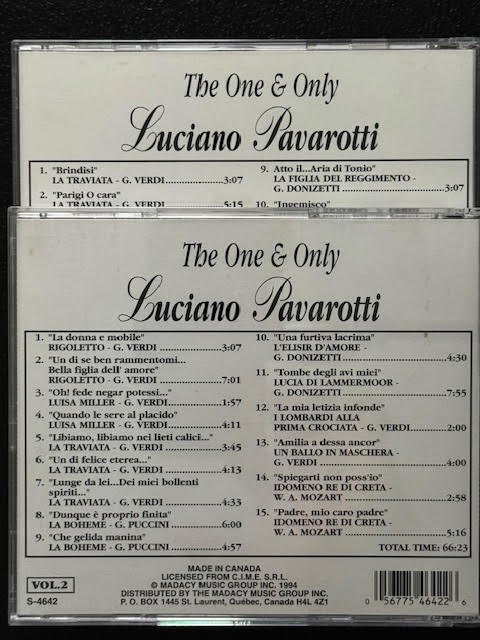 The One & Only
Luciano Pavarotti
1. "Brindisi"
LA TRAVIATA - G. VERDI...................3:07
2. "Parigi O cara"
LA TRAVIATA - G. VERDI...................5:15
9. Atto il...Aria di Tonio"
LA FIGLIA DEL REGGIMENTO -
G. DONIZETTI.................................3:07
10. "Ingemisco"
The One & Only
Luciano Pavarotti
1. "La donna e mobile"
RIGOLETTO - G. VERDI....................3:07
2. "Un di se ben rammentomi...
Bella figlia dell' amore"
RIGOLETTO - G. VERDI....................7:01
3. "Oh! fede negar potessi..."
LUISA MILLER - G. VERDI...............1:57
4. "Quando le sere al placido"
LUISA MILLER - G. VERDI...............4:11
5. "Libiamo, libiamo nei lieti calici..."
LA TRAVIATA - G. VERDI.................3:45
6. "Un di felice eterea..."
LA TRAVIATA - G. VERDI.................4:13
7. "Lunge da lei...Dei miei bollenti
spiriti..."
LA TRAVIATA - G. VERDI.................4:33
8. "Dunque è proprio finita"
LA BOHEME - G. PUCCINI...............6:00
9. "Che gelida manina"
LA BOHEME - G. PUCCINI...............4:57
10. "Una furtiva lacrima"
L'ELISIR D'AMORE -
G. DONIZETTI................................4:30
11. "Tombe degli avi miei"
LUCIA DI LAMMERMOOR -
G. DONIZETTI................................7:55
12. "La mia letizia infonde"
I LOMBARDI ALLA
PRIMA CROCIATA - G. VERDI.......2:00
13. "Amilia a dessa ancor"
UN BALLO IN MASCHERA -
G. VERDI.......................................4:00
14. "Spiegarti non poss'io"
IDOMENO RE DI CRETA -
W. A. MOZART..............................2:58
15. "Padre, mio caro padre"
IDOMENO RE DI CRETA -
W. A. MOZART..............................5:16
TOTAL TIME: 66:23
VOL.2
S-4642
MADE IN CANADA
LICENSED FROM C.I.M.E. S.R.L.
© MADACY MUSIC GROUP INC. 1994
DISTRIBUTED BY THE MADACY MUSIC GROUP INC.
P. O. BOX 1445 St. Laurent, Québec, Canada H4L 4Z1
0 56775 46422 6